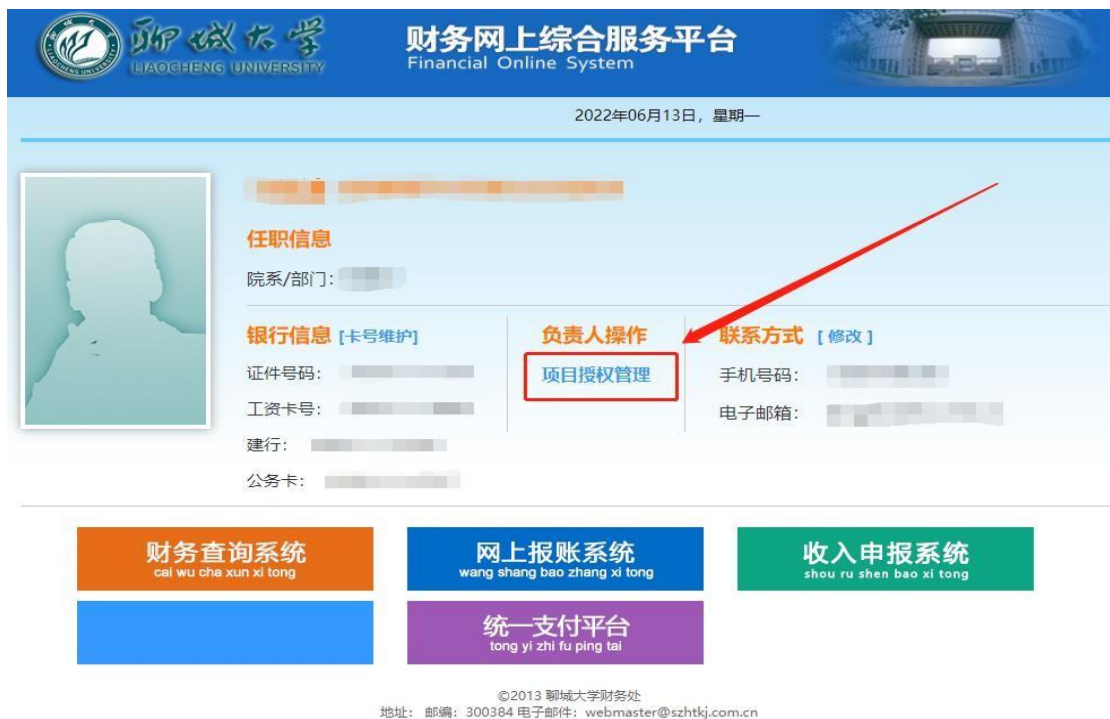 聊城大学
LIAOCHENG UNIVERSITY
财务网上综合服务平台
Financial Online System
2022年06月13日，星期一
任职信息
院系/部门：
银行信息 [卡号维护]
证件号码：
工资卡号：
建行：
公务卡：
负责人操作
项目授权管理
联系方式 [ 修改 ]
手机号码：
电子邮箱：
财务查询系统
cai wu cha xun xi tong
网上报账系统
wang shang bao zhang xi tong
收入申报系统
shou ru shen bao xi tong
统一支付平台
tong yi zhi fu ping tai
©2013 聊城大学财务处
地址： 邮编：300384 电子邮件：webmaster@szhtkj.com.cn